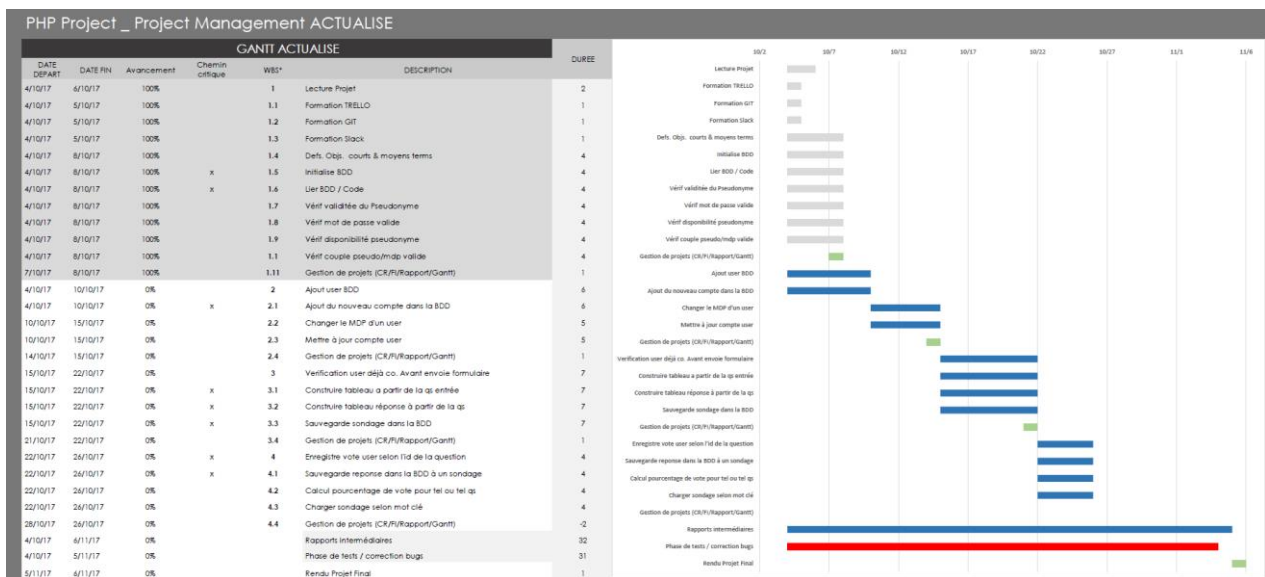 PHP Project _ Project Management ACTUALISE
GANTT ACTUALISE
DATE DEPART DATE FIN Avancement Chemin critique WBS* DESCRIPTION DUREE
4/10/17 6/10/17 100% 1 Lecture Projet 2
4/10/17 5/10/17 100% 1.1 Formation TRELLO 1
4/10/17 5/10/17 100% 1.2 Formation GIT 1
4/10/17 5/10/17 100% 1.3 Formation Slack 1
4/10/17 8/10/17 100% 1.4 Defs. Objs. courts & moyens terms 4
4/10/17 8/10/17 100% x 1.5 Initialise BDD 4
4/10/17 8/10/17 100% x 1.6 Lier BDD / Code 4
4/10/17 8/10/17 100% 1.7 Vérif validitée du Pseudonyme 4
4/10/17 8/10/17 100% 1.8 Vérif mot de passe valide 4
4/10/17 8/10/17 100% 1.9 Vérif disponibilité pseudonyme 4
4/10/17 8/10/17 100% 1.1 Vérif couple pseudo/mdp valide 4
7/10/17 8/10/17 100% 1.11 Gestion de projets (CR/FI/Rapport/Gantt) 1
4/10/17 10/10/17 0% 2 Ajout user BDD 6
4/10/17 10/10/17 0% x 2.1 Ajout du nouveau compte dans la BDD 6
10/10/17 15/10/17 0% 2.2 Changer le MDP d'un user 5
10/10/17 15/10/17 0% 2.3 Mettre à jour compte user 5
14/10/17 15/10/17 0% 2.4 Gestion de projets (CR/FI/Rapport/Gantt) 1
15/10/17 22/10/17 0% 3 Verification user déjà co. Avant envoie formulaire 7
15/10/17 22/10/17 0% x 3.1 Construire tableau a partir de la qs entrée 7
15/10/17 22/10/17 0% x 3.2 Construire tableau réponse à partir de la qs 7
15/10/17 22/10/17 0% x 3.3 Sauvegarde sondage dans la BDD 7
21/10/17 22/10/17 0% 3.4 Gestion de projets (CR/FI/Rapport/Gantt) 1
22/10/17 26/10/17 0% x 4 Enregistre vote user selon l'id de la question 4
22/10/17 26/10/17 0% x 4.1 Sauvegarde reponse dans la BDD à un sondage 4
22/10/17 26/10/17 0% 4.2 Calcul pourcentage de vote pour tel ou tel qs 4
22/10/17 26/10/17 0% 4.3 Charger sondage selon mot clé 4
28/10/17 26/10/17 0% 4.4 Gestion de projets (CR/FI/Rapport/Gantt) -2
4/10/17 6/11/17 0% Rapports intermédiaires 32
4/10/17 5/11/17 0% Phase de tests / correction bugs 31
5/11/17 6/11/17 0% Rendu Projet Final 1
10/2 10/7 10/12 10/17 10/22 10/27 11/1 11/6
Lecture Projet
Formation TRELLO
Formation GIT
Formation Slack
Defs. Objs. courts & moyens terms
Initialise BDD
Lier BDD / Code
Vérif validitée du Pseudonyme
Vérif mot de passe valide
Vérif disponibilité pseudonyme
Vérif couple pseudo/mdp valide
Gestion de projets (CR/FI/Rapport/Gantt)
Ajout user BDD
Ajout du nouveau compte dans la BDD
Changer le MDP d'un user
Mettre à jour compte user
Gestion de projets (CR/FI/Rapport/Gantt)
Verification user déjà co. Avant envoie formulaire
Construire tableau a partir de la qs entrée
Construire tableau réponse à partir de la qs
Sauvegarde sondage dans la BDD
Gestion de projets (CR/FI/Rapport/Gantt)
Enregistre vote user selon l'id de la question
Sauvegarde reponse dans la BDD à un sondage
Calcul pourcentage de vote pour tel ou tel qs
Charger sondage selon mot clé
Gestion de projets (CR/FI/Rapport/Gantt)
Rapports intermédiaires
Phase de tests / correction bugs
Rendu Projet Final